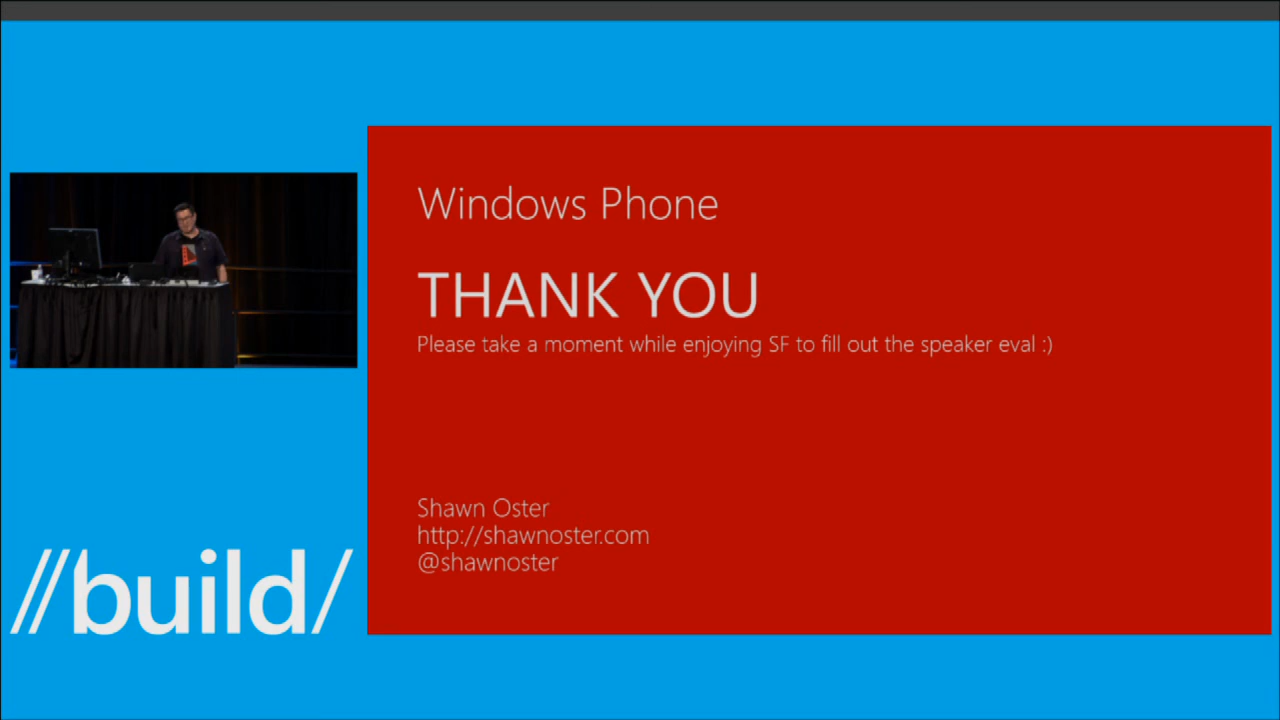 Windows Phone
THANK YOU
Please take a moment while enjoying SF to fill out the speaker eval :)
Shawn Oster
http://shawnoster.com
@shawnoster
//build/